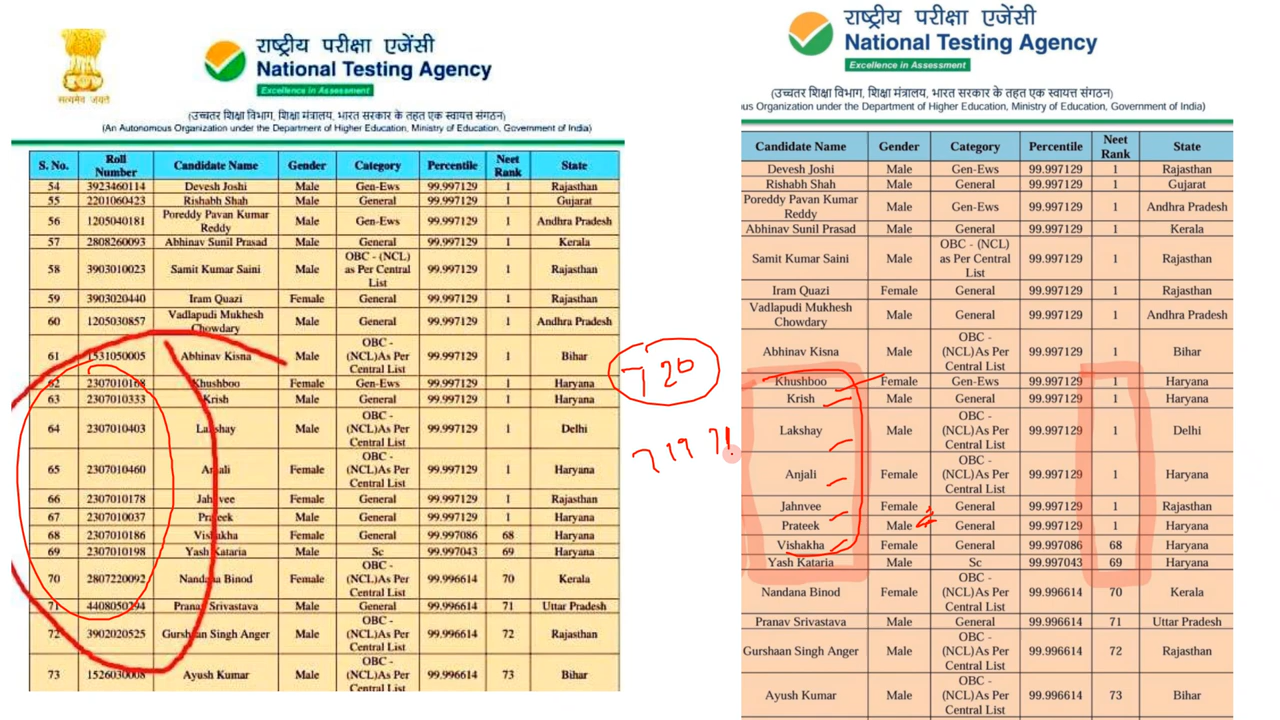 सत्यमेव जयते
राष्ट्रीय परीक्षा एजेंसी
National Testing Agency
Excellence in Assessment
(उच्चतर शिक्षा विभाग, शिक्षा मंत्रालय, भारत सरकार के तहत एक स्वायत्त संगठन)
(An Autonomous Organization under the Department of Higher Education, Ministry of Education, Government of India)
S. No. Roll Number Candidate Name Gender Category Percentile Neet Rank State
54 3923460114 Devesh Joshi Male Gen-Ews 99.997129 1 Rajasthan
55 2201060423 Rishabh Shah Male General 99.997129 1 Gujarat
56 1205040181 Poreddy Pavan Kumar Reddy Male Gen-Ews 99.997129 1 Andhra Pradesh
57 2808260093 Abhinav Sunil Prasad Male General 99.997129 1 Kerala
58 3903010023 Samit Kumar Saini Male OBC - (NCL) as Per Central List 99.997129 1 Rajasthan
59 3903020440 Iram Quazi Female General 99.997129 1 Rajasthan
60 1205030857 Vadlapudi Mukhesh Chowdary Male General 99.997129 1 Andhra Pradesh
61 1531050005 Abhinav Kisna Male OBC - (NCL)As Per Central List 99.997129 1 Bihar
62 2307010168 Khushboo Female Gen-Ews 99.997129 1 Haryana
63 2307010333 Krish Male General 99.997129 1 Haryana
64 2307010403 Lakshay Male OBC - (NCL)As Per Central List 99.997129 1 Delhi
65 2307010460 Anjali Female OBC - (NCL)As Per Central List 99.997129 1 Haryana
66 2307010178 Jahnvee Female General 99.997129 1 Rajasthan
67 2307010037 Prateek Male General 99.997129 1 Haryana
68 2307010186 Vishakha Female General 99.997086 68 Haryana
69 2307010198 Yash Kataria Male Sc 99.997043 69 Haryana
70 2807220092 Nandana Binod Female OBC - (NCL)As Per Central List 99.996614 70 Kerala
71 4408050294 Pranav Srivastava Male General 99.996614 71 Uttar Pradesh
72 3902020525 Gurshaan Singh Anger Male OBC - (NCL)As Per Central List 99.996614 72 Rajasthan
73 1526030008 Ayush Kumar Male OBC - (NCL)As Per Central List 99.996614 73 Bihar
720
719 71
राष्ट्रीय परीक्षा एजेंसी
National Testing Agency
Excellence in Assessment
(उच्चतर शिक्षा विभाग, शिक्षा मंत्रालय, भारत सरकार के तहत एक स्वायत्त संगठन)
us Organization under the Department of Higher Education, Ministry of Education, Government of India)
Candidate Name Gender Category Percentile Neet Rank State
Devesh Joshi Male Gen-Ews 99.997129 1 Rajasthan
Rishabh Shah Male General 99.997129 1 Gujarat
Poreddy Pavan Kumar Reddy Male Gen-Ews 99.997129 1 Andhra Pradesh
Abhinav Sunil Prasad Male General 99.997129 1 Kerala
Samit Kumar Saini Male OBC - (NCL) as Per Central List 99.997129 1 Rajasthan
Iram Quazi Female General 99.997129 1 Rajasthan
Vadlapudi Mukhesh Chowdary Male General 99.997129 1 Andhra Pradesh
Abhinav Kisna Male OBC - (NCL)As Per Central List 99.997129 1 Bihar
Khushboo Female Gen-Ews 99.997129 1 Haryana
Krish Male General 99.997129 1 Haryana
Lakshay Male OBC - (NCL)As Per Central List 99.997129 1 Delhi
Anjali Female OBC - (NCL)As Per Central List 99.997129 1 Haryana
Jahnvee Female General 99.997129 1 Rajasthan
Prateek Male General 99.997129 1 Haryana
Vishakha Female General 99.997086 68 Haryana
Yash Kataria Male Sc 99.997043 69 Haryana
Nandana Binod Female OBC - (NCL)As Per Central List 99.996614 70 Kerala
Pranav Srivastava Male General 99.996614 71 Uttar Pradesh
Gurshaan Singh Anger Male OBC - (NCL)As Per Central List 99.996614 72 Rajasthan
Ayush Kumar Male OBC - (NCL)As Per Central List 99.996614 73 Bihar